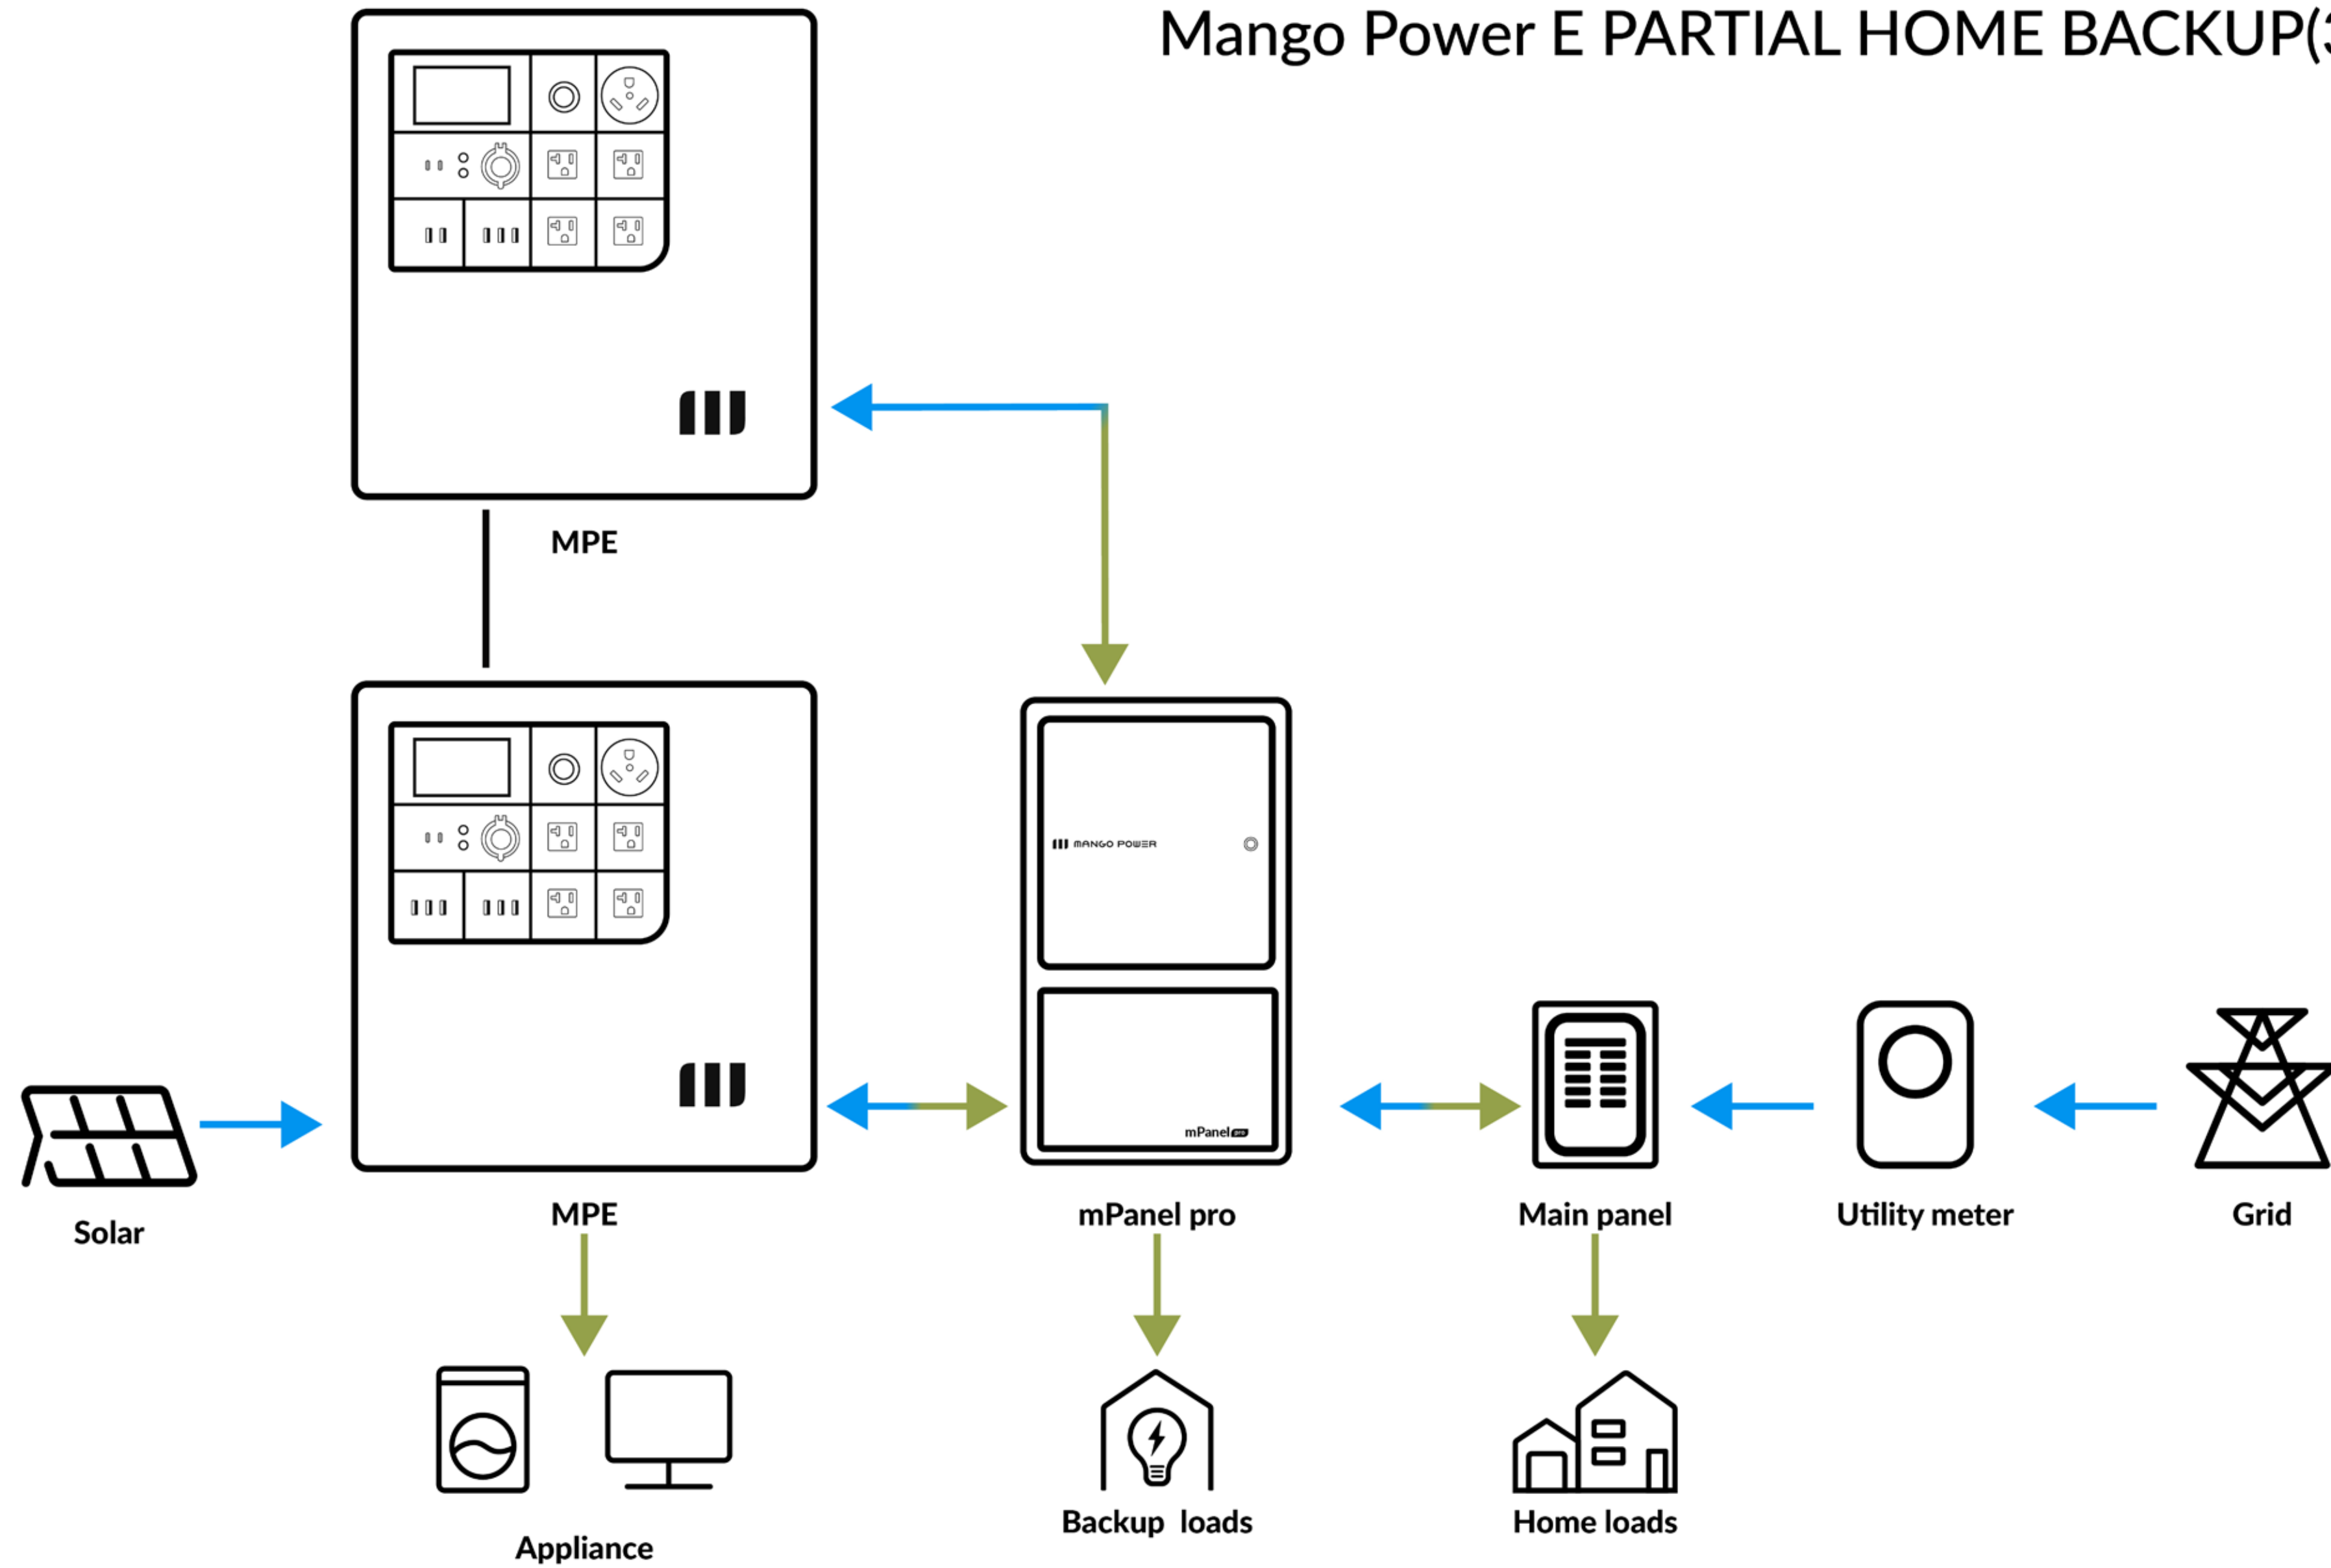 Mango Power E PARTIAL HOME BACKUP(
MPE
MANGO POWER
mPanel pro
Solar
MPE
mPanel pro
Main panel
Utility meter
Grid
Appliance
Backup loads
Home loads